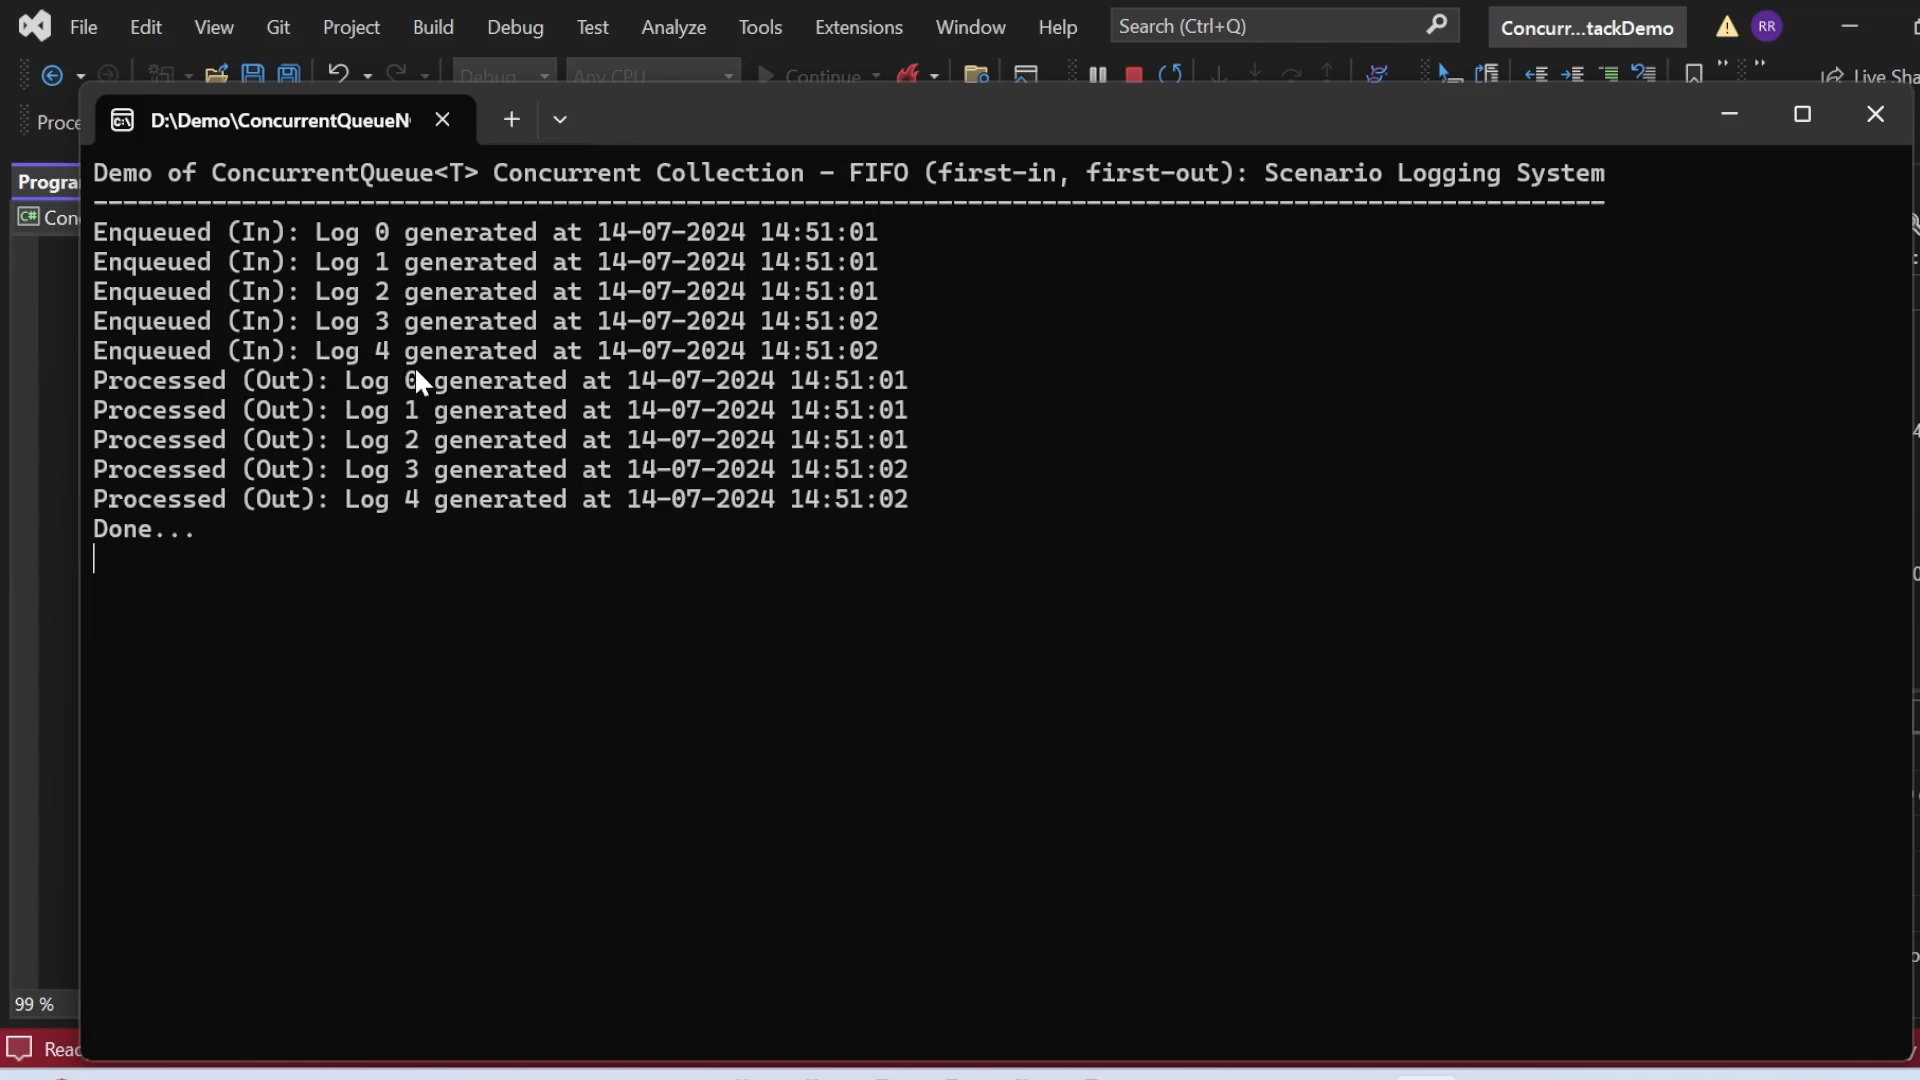 File Edit View Git Project Build Debug Test Analyze Tools Extensions Window Help Search (Ctrl+Q) Concurr...tackDemo RR
Debug Any CPU Continue Live Sha
Proce D:\Demo\ConcurrentQueueN
Progra
Demo of ConcurrentQueue<T> Concurrent Collection - FIFO (first-in, first-out): Scenario Logging System
------------------------------------------------------------------------------------------------------
C# Con
Enqueued (In): Log 0 generated at 14-07-2024 14:51:01
Enqueued (In): Log 1 generated at 14-07-2024 14:51:01
Enqueued (In): Log 2 generated at 14-07-2024 14:51:01
Enqueued (In): Log 3 generated at 14-07-2024 14:51:02
Enqueued (In): Log 4 generated at 14-07-2024 14:51:02
Processed (Out): Log 0 generated at 14-07-2024 14:51:01
Processed (Out): Log 1 generated at 14-07-2024 14:51:01
Processed (Out): Log 2 generated at 14-07-2024 14:51:01
Processed (Out): Log 3 generated at 14-07-2024 14:51:02
Processed (Out): Log 4 generated at 14-07-2024 14:51:02
Done...
99 %
Reac